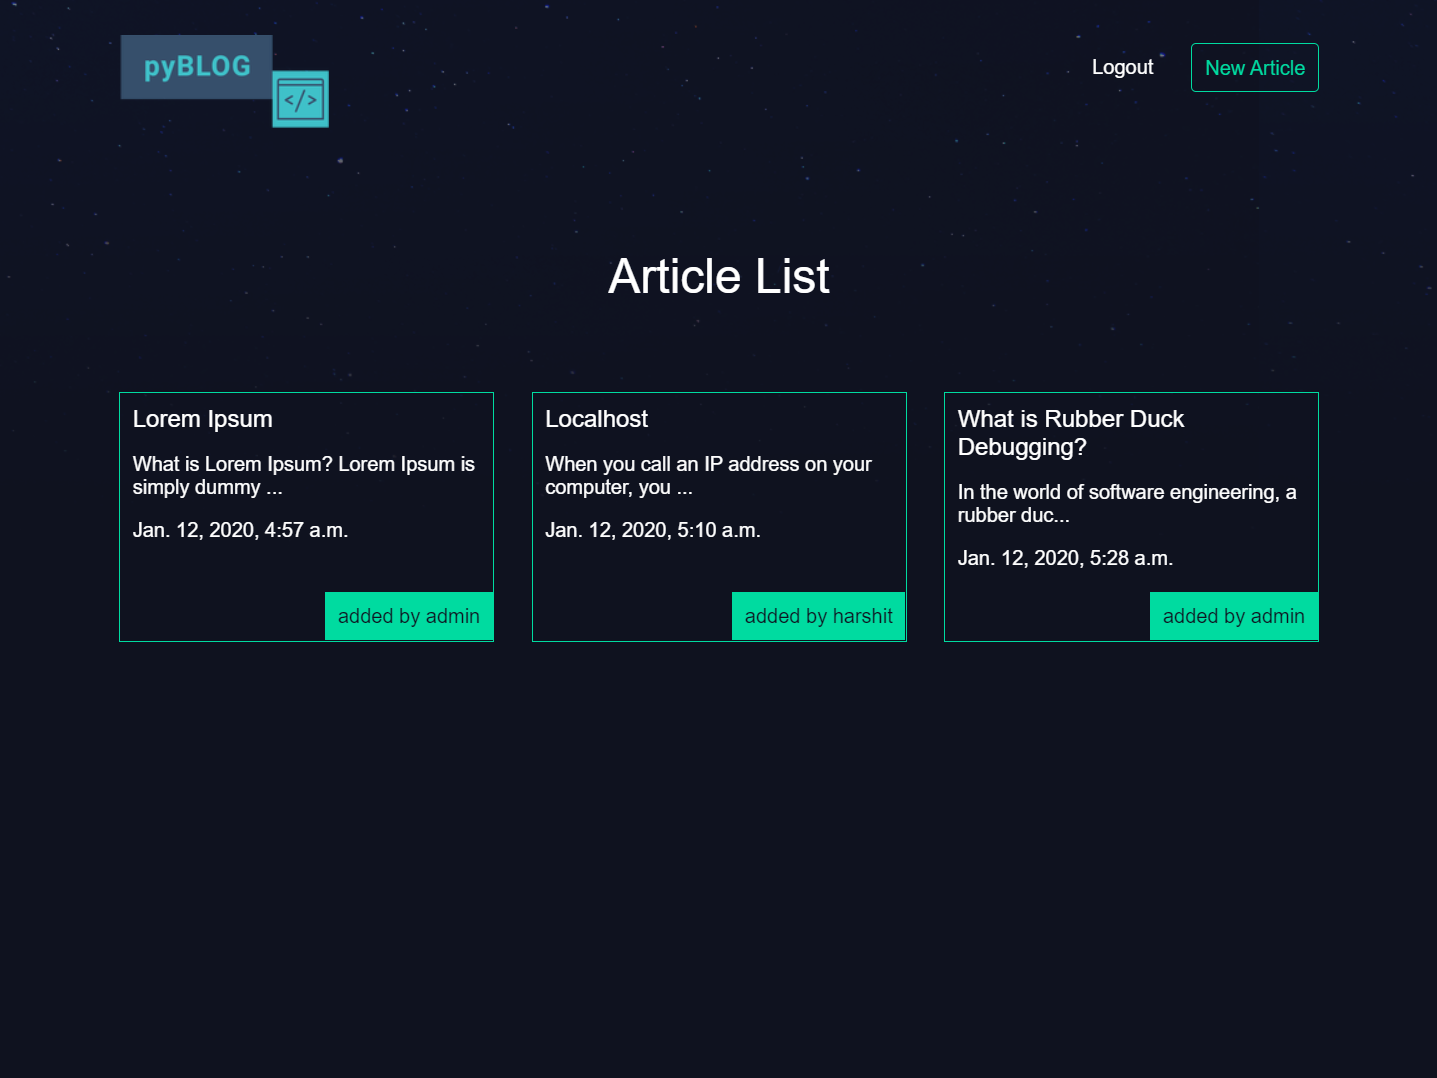 pyBLOG
</>
Logout
New Article
Article List
Lorem Ipsum
What is Lorem Ipsum? Lorem Ipsum is
simply dummy ...
Jan. 12, 2020, 4:57 a.m.
added by admin
Localhost
When you call an IP address on your
computer, you ...
Jan. 12, 2020, 5:10 a.m.
added by harshit
What is Rubber Duck
Debugging?
In the world of software engineering, a
rubber duc...
Jan. 12, 2020, 5:28 a.m.
added by admin